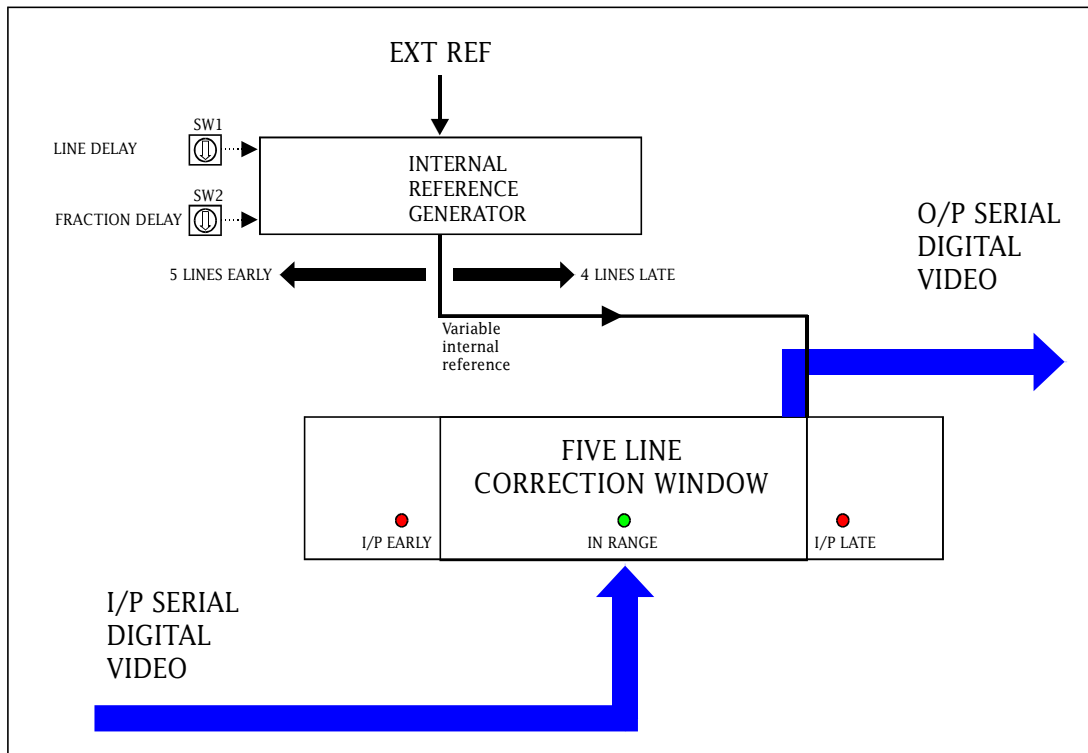 EXT REF
SW1
LINE DELAY
INTERNAL
REFERENCE
GENERATOR
SW2
FRACTION DELAY
O/P SERIAL
DIGITAL
VIDEO
5 LINES EARLY
4 LINES LATE
Variable
internal
reference
FIVE LINE
CORRECTION WINDOW
I/P EARLY
IN RANGE
I/P LATE
I/P SERIAL
DIGITAL
VIDEO